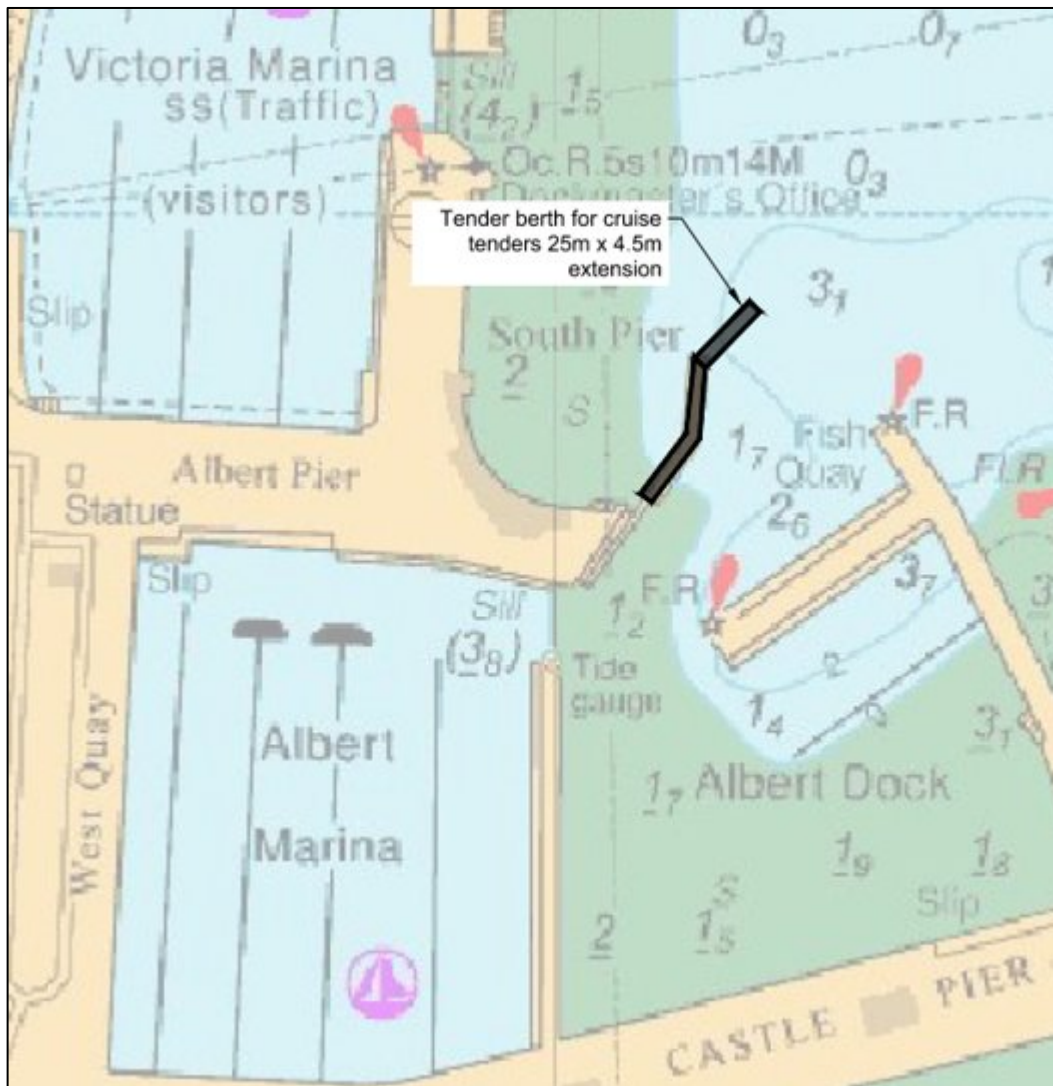 0₃
0₇
Victoria Marina
SS(Traffic)
Sill
(4₂)
1₅
Oc.R.5s10m14M
0₃
Dockmaster's Office
(visitors)
Tender berth for cruise
tenders 25m x 4.5m
extension
Slip
3₁
1
South Pier
2
S
F.R
1₇
Fish
Quay
Albert Pier
Fl.R
Statue
2₆
Slip
3₇
F.R
Sill
(3₈)
1₂
3
Tide
gauge
2
1₄
3₁
Albert
West Quay
1₇
Albert Dock
Marina
1₉
1₈
S
Slip
2
1₅
CASTLE PIER